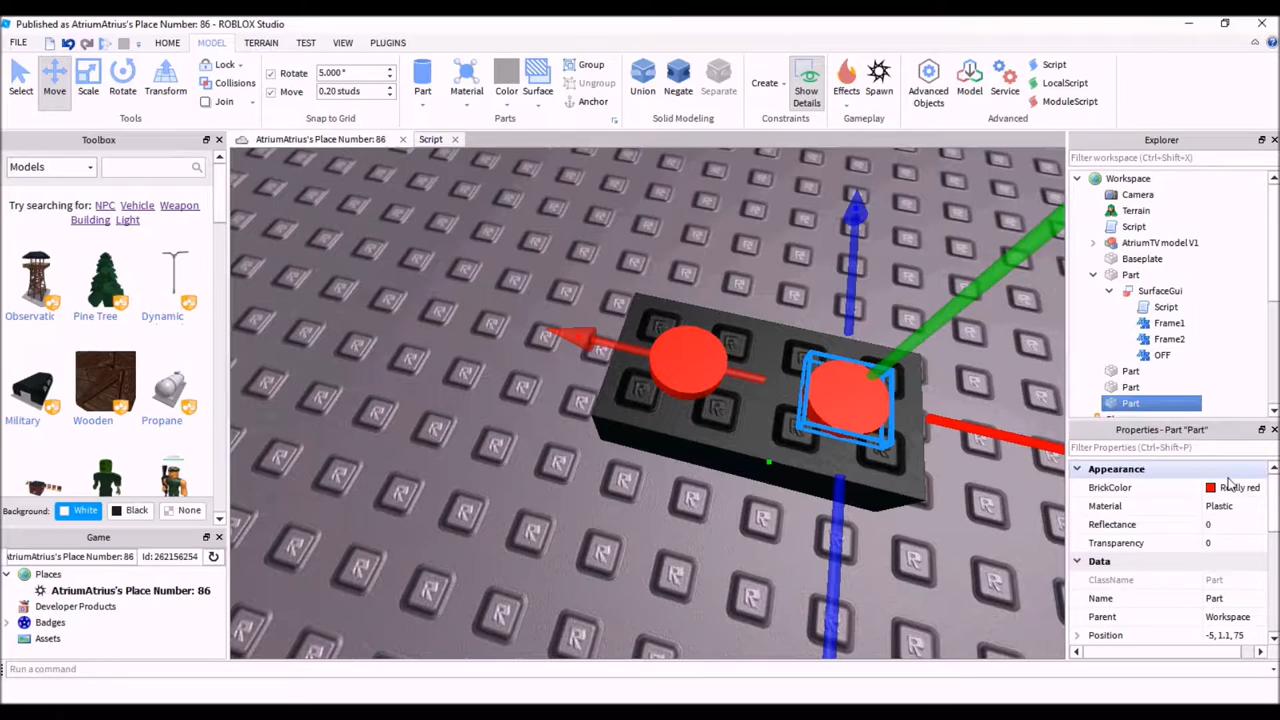 Published as AtriumAtrius's Place Number: 86 - ROBLOX Studio
FILE HOME MODEL TERRAIN TEST VIEW PLUGINS
Select Move Scale Rotate Transform
Lock
Collisions
Join
Tools
Rotate 5.000°
Move 0.20 studs
Snap to Grid
Part Material Color Surface
Group
Ungroup
Anchor
Parts
Union Negate Separate
Solid Modeling
Create Show Details
Constraints
Effects Spawn
Gameplay
Advanced Objects Model Service
Script
LocalScript
ModuleScript
Advanced
Toolbox
Models
Try searching for: NPC Vehicle Weapon
Building Light
Observatic Pine Tree Dynamic
Military Wooden Propane
Background: White Black None
Game
AtriumAtrius's Place Number: 86 Id: 262156254
Places
AtriumAtrius's Place Number: 86
Developer Products
Badges
Assets
Run a command
AtriumAtrius's Place Number: 86 Script
Explorer
Filter workspace (Ctrl+Shift+X)
Workspace
Camera
Terrain
Script
AtriumTV model V1
Baseplate
Part
SurfaceGui
Script
Frame1
Frame2
OFF
Part
Part
Part
Properties - Part "Part"
Filter Properties (Ctrl+Shift+P)
Appearance
BrickColor Really red
Material Plastic
Reflectance 0
Transparency 0
Data
ClassName Part
Name Part
Parent Workspace
Position -5, 1.1, 75